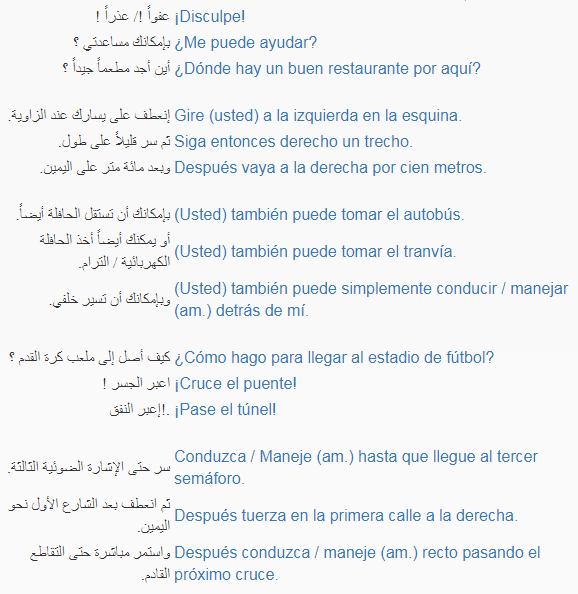 عفواً !/ عذراً ! ¡Disculpe!
بإمكانك مساعدتي ؟ ¿Me puede ayudar?
أين أجد مطعماً جيداً ؟ ¿Dónde hay un buen restaurante por aquí?
إنعطف على يسارك عند الزاوية. Gire (usted) a la izquierda en la esquina.
ثم سر قليلاً على طول. Siga entonces derecho un trecho.
وبعد مائة متر على اليمين. Después vaya a la derecha por cien metros.
بإمكانك أن تستقل الحافلة أيضاً. (Usted) también puede tomar el autobús.
أو يمكنك أيضاً أخذ الحافلة
الكهربائية / الترام. (Usted) también puede tomar el tranvía.
وبإمكانك أن تسير خلفي. (Usted) también puede simplemente conducir / manejar
(am.) detrás de mí.
كيف أصل إلى ملعب كرة القدم ؟ ¿Cómo hago para llegar al estadio de fútbol?
اعبر الجسر ! ¡Cruce el puente!
إعبر النفق!. ¡Pase el túnel!
سر حتى الإشارة الضوئية الثالثة. Conduzca / Maneje (am.) hasta que llegue al tercer
semáforo.
ثم انعطف بعد الشارع الأول نحو
اليمين. Después tuerza en la primera calle a la derecha.
واستمر مباشرة حتى التقاطع
القادم. Después conduzca / maneje (am.) recto pasando el
próximo cruce.